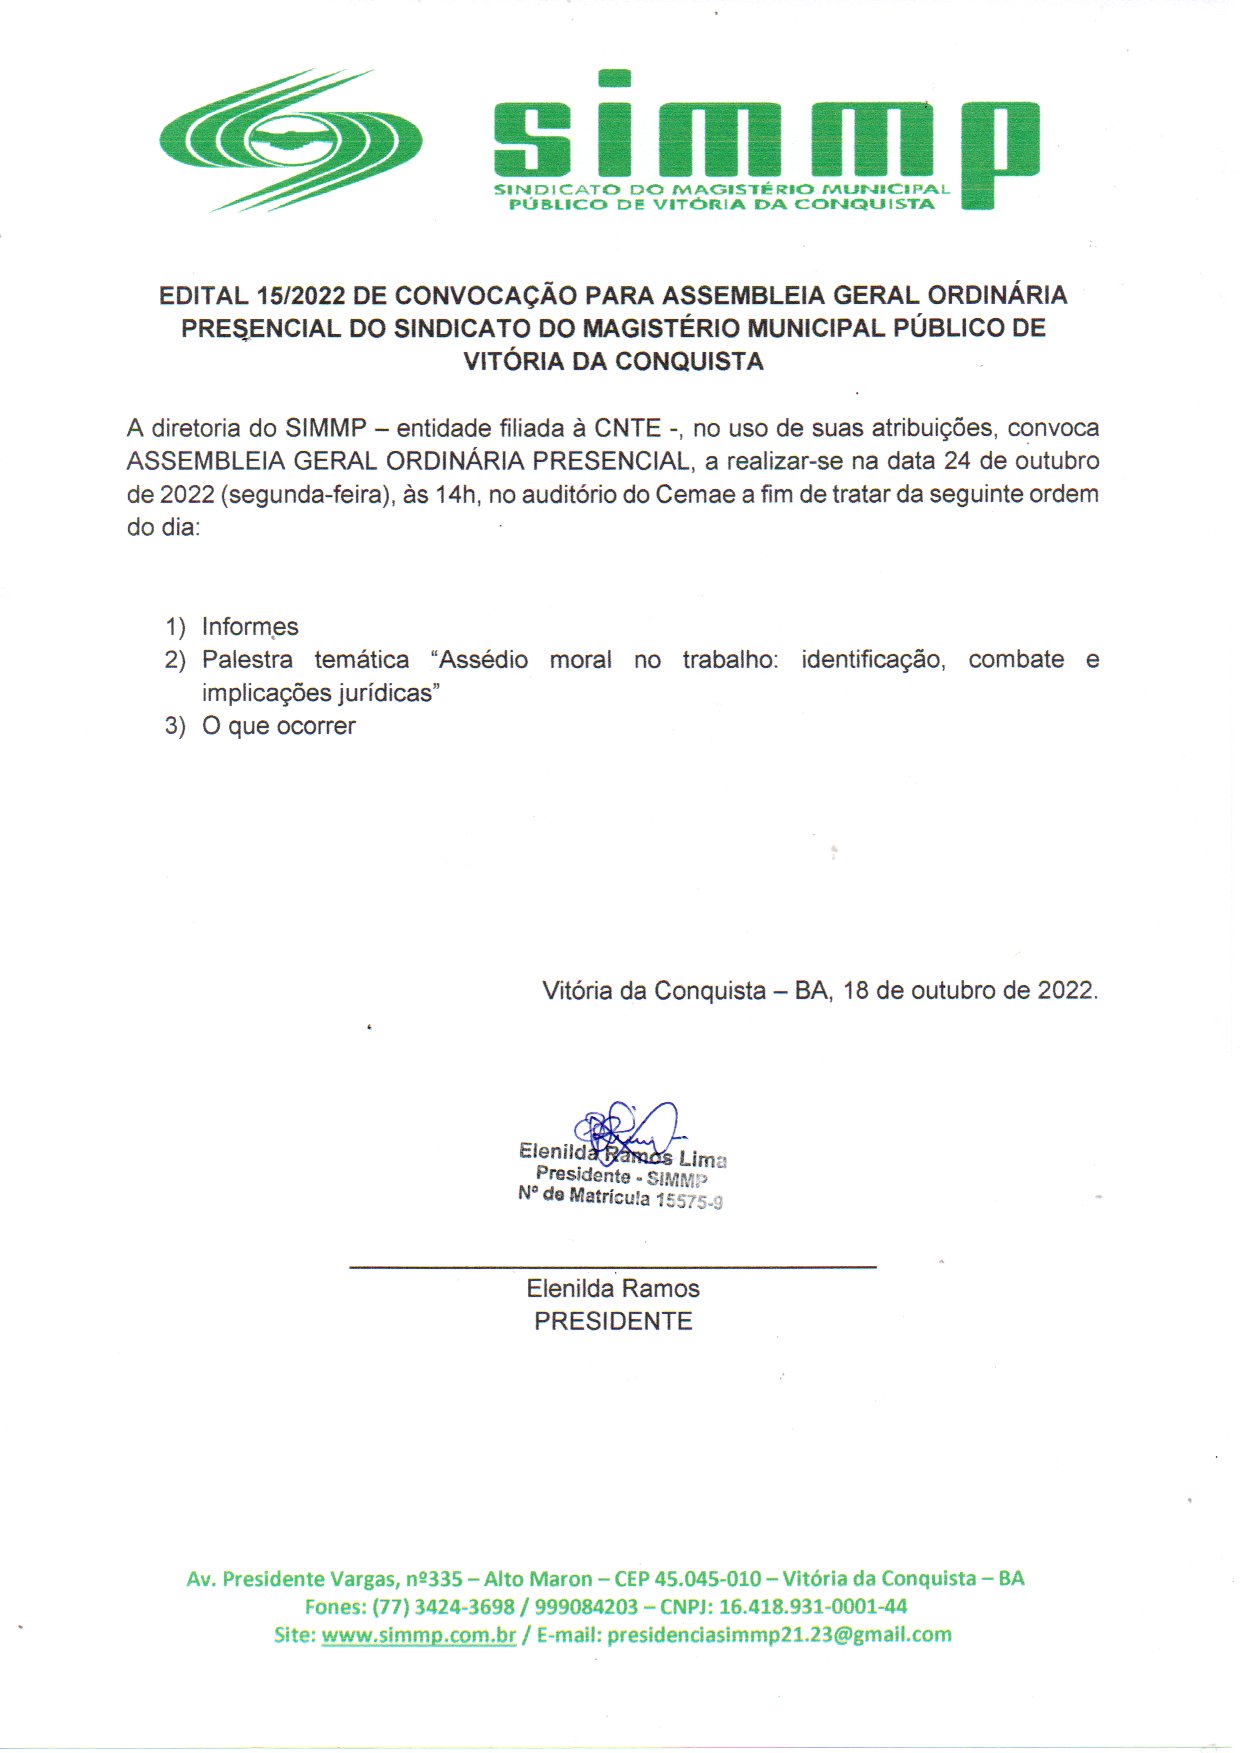 simmp
SINDICATO DO MAGISTÉRIO MUNICIPAL
PÚBLICO DE VITÓRIA DA CONQUISTA
EDITAL 15/2022 DE CONVOCAÇÃO PARA ASSEMBLEIA GERAL ORDINÁRIA
PRESENCIAL DO SINDICATO DO MAGISTÉRIO MUNICIPAL PÚBLICO DE
VITÓRIA DA CONQUISTA
A diretoria do SIMMP – entidade filiada à CNTE -, no uso de suas atribuições, convoca
ASSEMBLEIA GERAL ORDINÁRIA PRESENCIAL, a realizar-se na data 24 de outubro
de 2022 (segunda-feira), às 14h, no auditório do Cemae a fim de tratar da seguinte ordem
do dia:
1) Informes
2) Palestra temática “Assédio moral no trabalho: identificação, combate e
implicações jurídicas”
3) O que ocorrer
Vitória da Conquista – BA, 18 de outubro de 2022.
Elenilda Ramos Lima
Presidente - SIMMP
Nº de Matrícula 15575-9
Elenilda Ramos
PRESIDENTE
Av. Presidente Vargas, nº335 – Alto Maron – CEP 45.045-010 – Vitória da Conquista – BA
Fones: (77) 3424-3698 / 999084203 – CNPJ: 16.418.931-0001-44
Site: www.simmp.com.br / E-mail: presidenciasimmp21.23@gmail.com